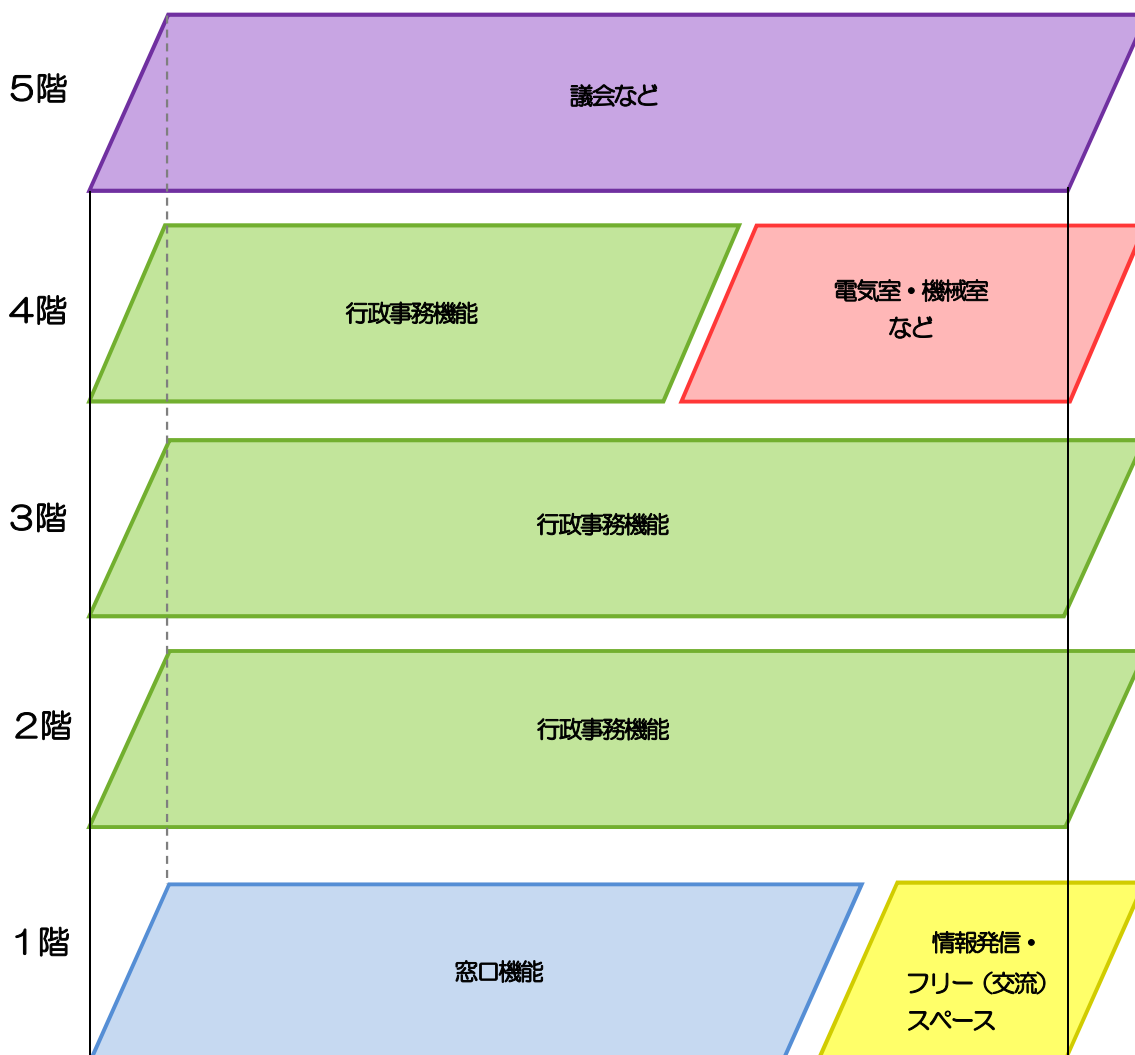 ５階
議会など
４階
行政事務機能
電気室・機械室
など
３階
行政事務機能
２階
行政事務機能
１階
窓口機能
情報発信・
フリー（交流）
スペース